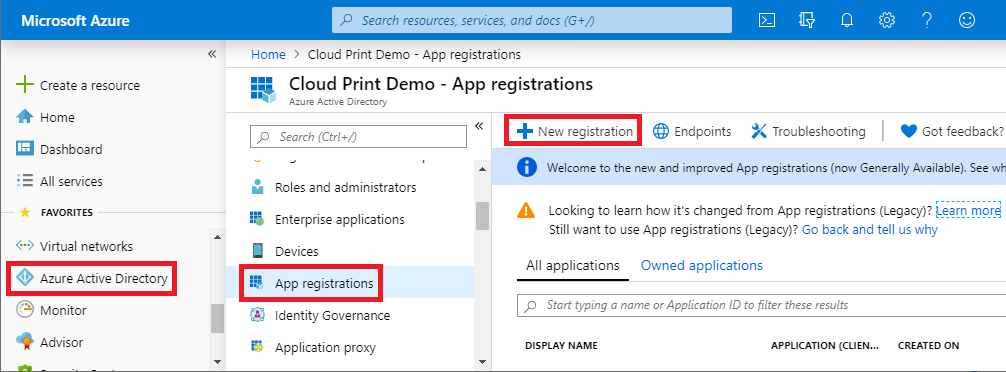 Microsoft Azure
Search resources, services, and docs (G+/)
Create a resource
Home
Dashboard
All services
FAVORITES
Virtual networks
Azure Active Directory
Monitor
Advisor
Home > Cloud Print Demo - App registrations
Cloud Print Demo - App registrations
Azure Active Directory
Search (Ctrl+/)
Roles and administrators
Enterprise applications
Devices
App registrations
Identity Governance
Application proxy
New registration Endpoints Troubleshooting Got feedback?
Welcome to the new and improved App registrations (now Generally Available). See
Looking to learn how it's changed from App registrations (Legacy)? Learn more
Still want to use App registrations (Legacy)? Go back and tell us why
All applications Owned applications
Start typing a name or Application ID to filter these results
DISPLAY NAME APPLICATION (CLIEN... CREATED ON